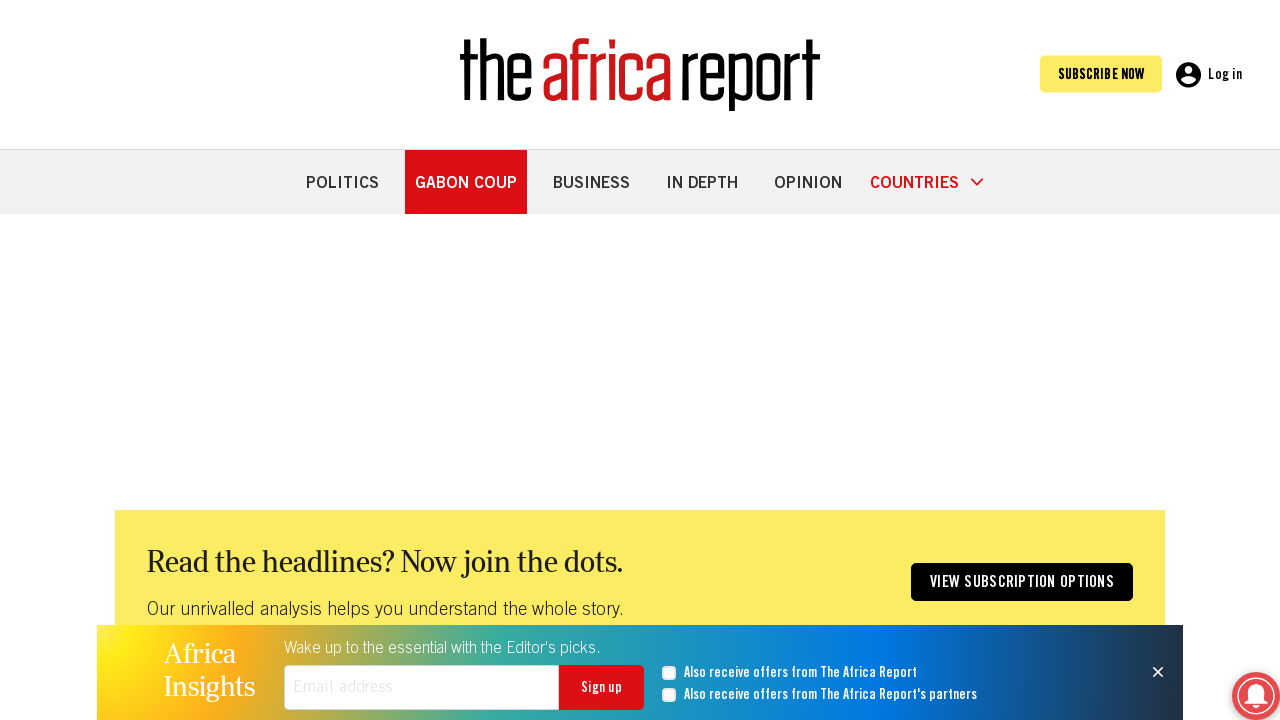 the africa report
SUBSCRIBE NOW
Log in
POLITICS
GABON COUP
BUSINESS
IN DEPTH
OPINION
COUNTRIES
Read the headlines? Now join the dots.
Our unrivalled analysis helps you understand the whole story.
VIEW SUBSCRIPTION OPTIONS
Africa
Insights
Wake up to the essential with the Editor's picks.
Email address
Sign up
Also receive offers from The Africa Report
Also receive offers from The Africa Report's partners
×